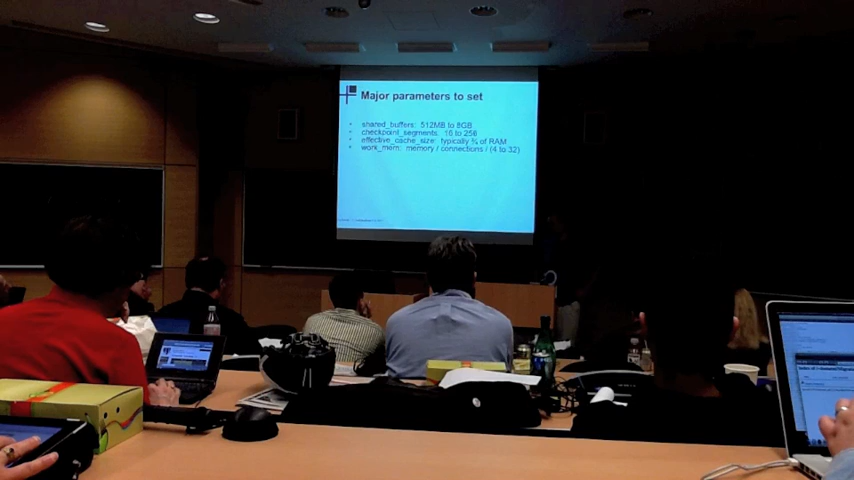 Major parameters to set
• shared_buffers: 512MB to 8GB
• checkpoint_segments: 16 to 256
• effective_cache_size: typically ¾ of RAM
• work_mem: memory / connections / (4 to 32)